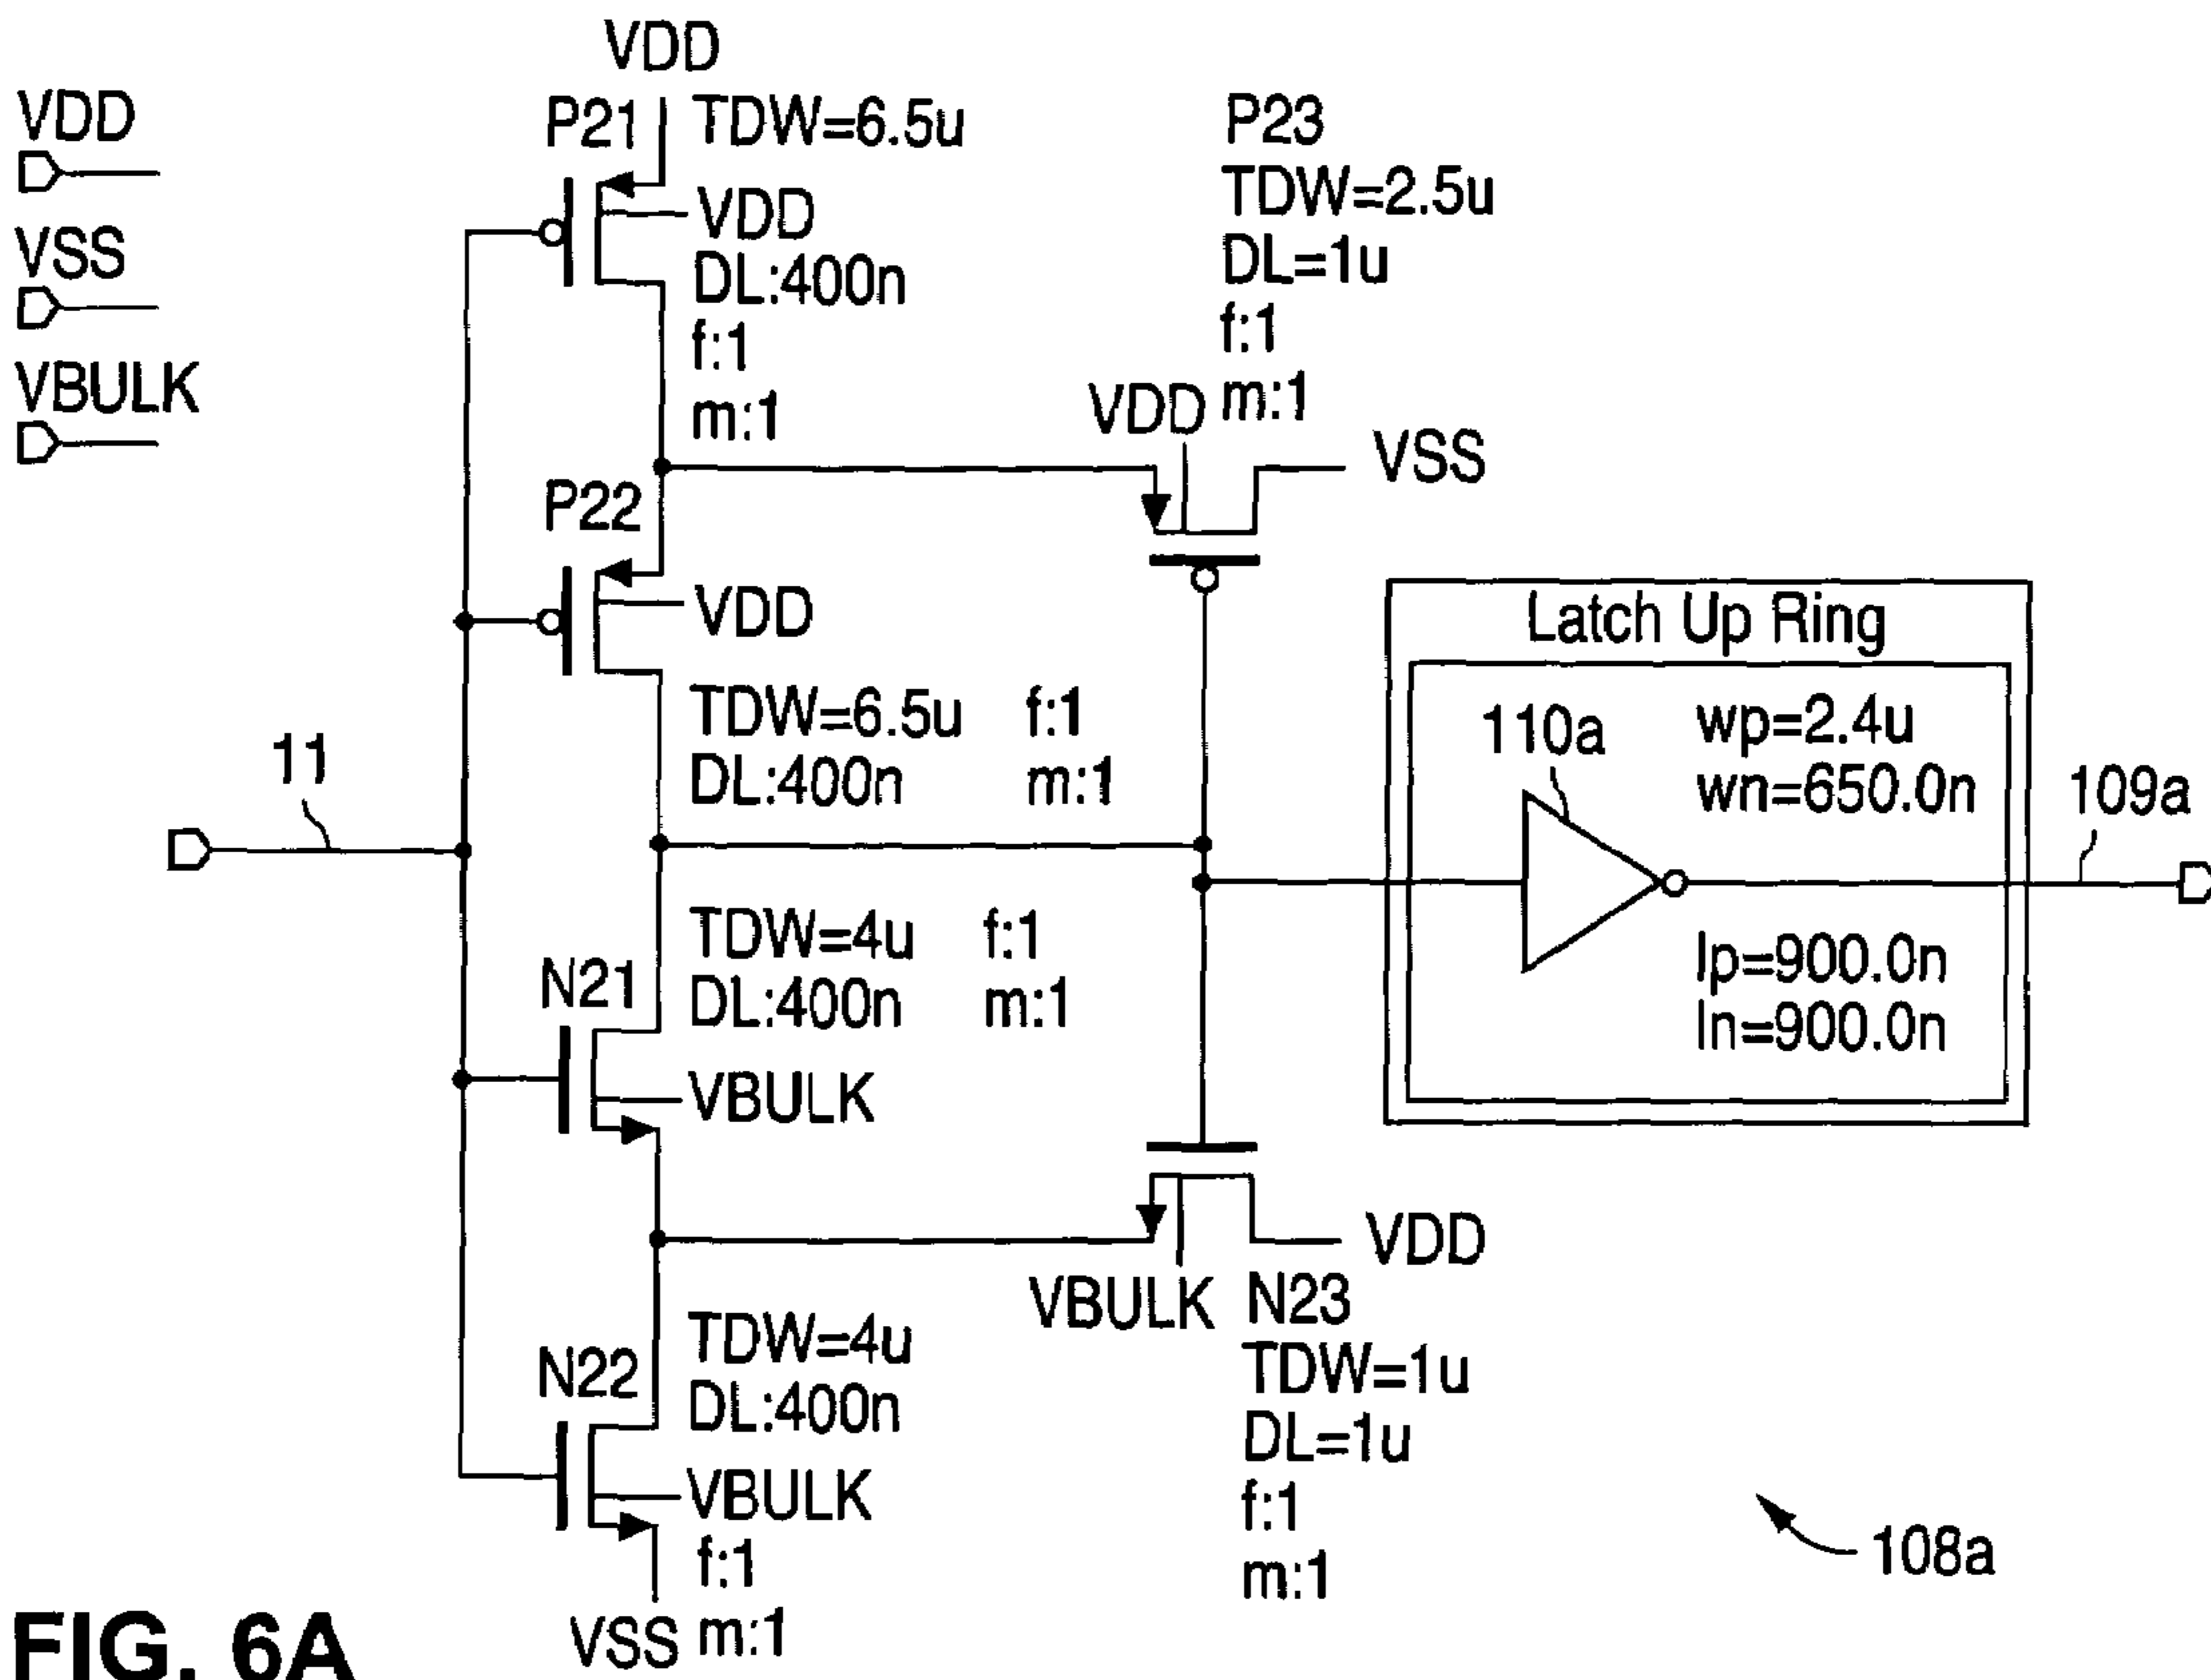 VDD
VSS
VBULK
VDD
P21
TDW=6.5u
VDD
DL:400n
f:1
m:1
P23
TDW=2.5u
DL=1u
f:1
m:1
VDD
VSS
P22
VDD
TDW=6.5u f:1
DL:400n m:1
11
Latch Up Ring
110a
wp=2.4u
wn=650.0n
109a
lp=900.0n
ln=900.0n
TDW=4u f:1
DL:400n m:1
N21
VBULK
VDD
VBULK
N23
TDW=1u
DL=1u
f:1
m:1
N22
TDW=4u
DL:400n
VBULK
f:1
m:1
VSS
108a
FIG. 6A